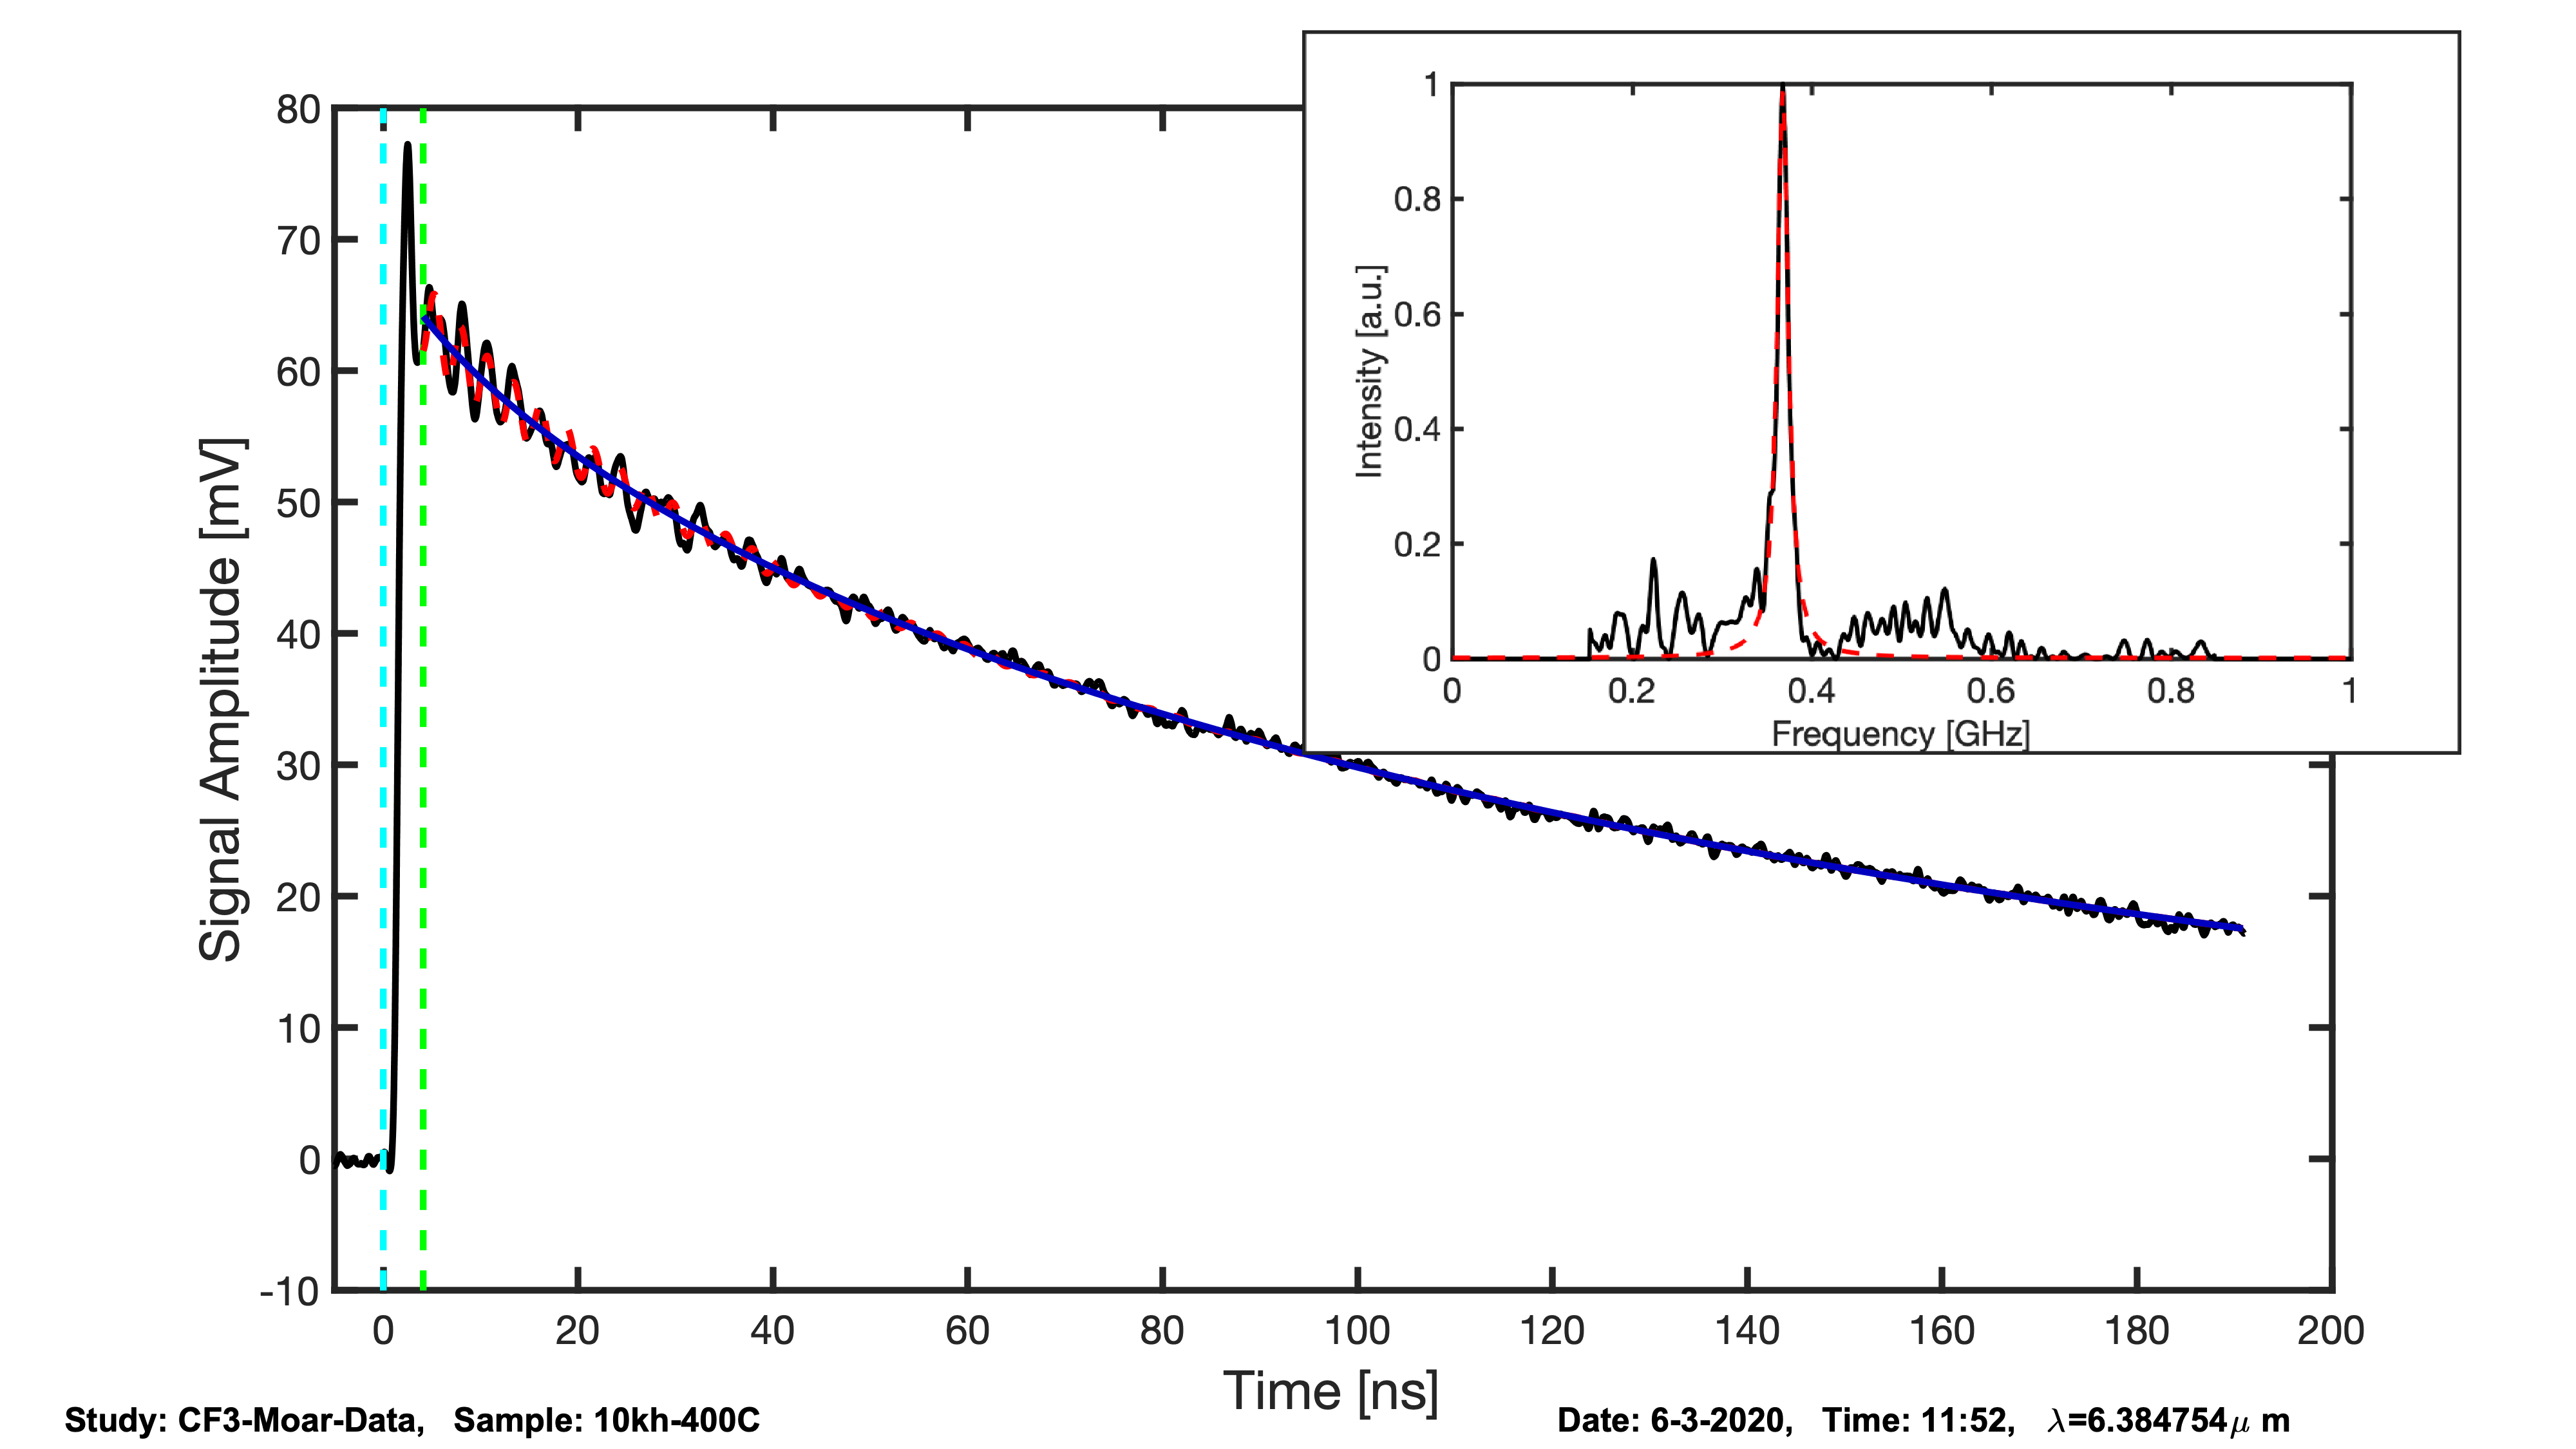 1
0.8
0.6
0.4
0.2
0
Intensity [a.u.]
0 0.2 0.4 0.6 0.8 1
Frequency [GHz]
80
70
60
50
40
30
20
10
0
-10
Signal Amplitude [mV]
0 20 40 60 80 100 120 140 160 180 200
Time [ns]
Study: CF3-Moar-Data, Sample: 10kh-400C
Date: 6-3-2020, Time: 11:52, λ=6.384754μ m